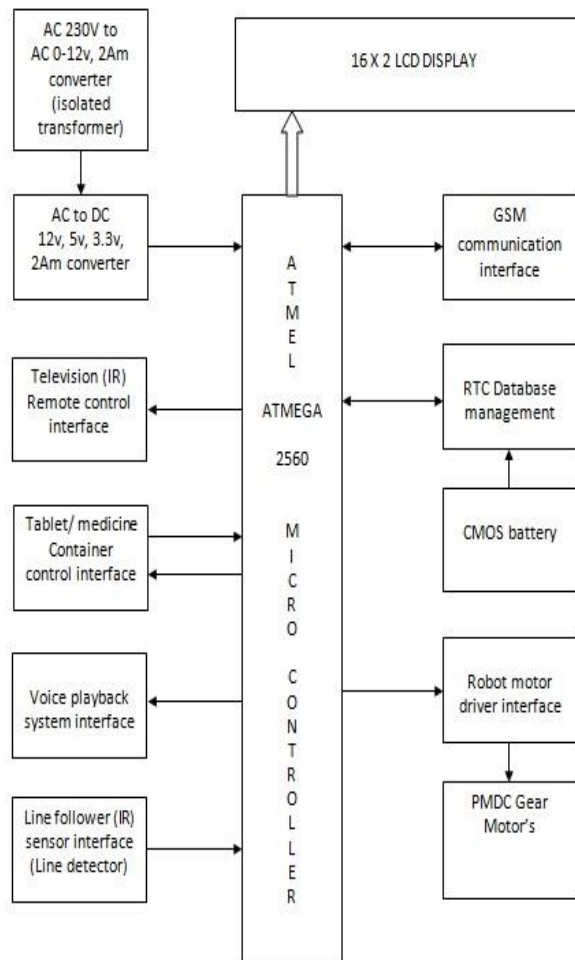 AC 230V to
AC 0-12v, 2Am
converter
(isolated
transformer)
16 X 2 LCD DISPLAY
AC to DC
12v, 5v, 3.3v,
2Am converter
GSM
communication
interface
Television (IR)
Remote control
interface
RTC Database
management
Tablet/ medicine
Container
control interface
CMOS battery
Voice playback
system interface
Robot motor
driver interface
Line follower (IR)
sensor interface
(Line detector)
PMDC Gear
Motor's
A
T
M
E
L
ATMEGA
2560
M
I
C
R
O
C
O
N
T
R
O
L
L
E
R